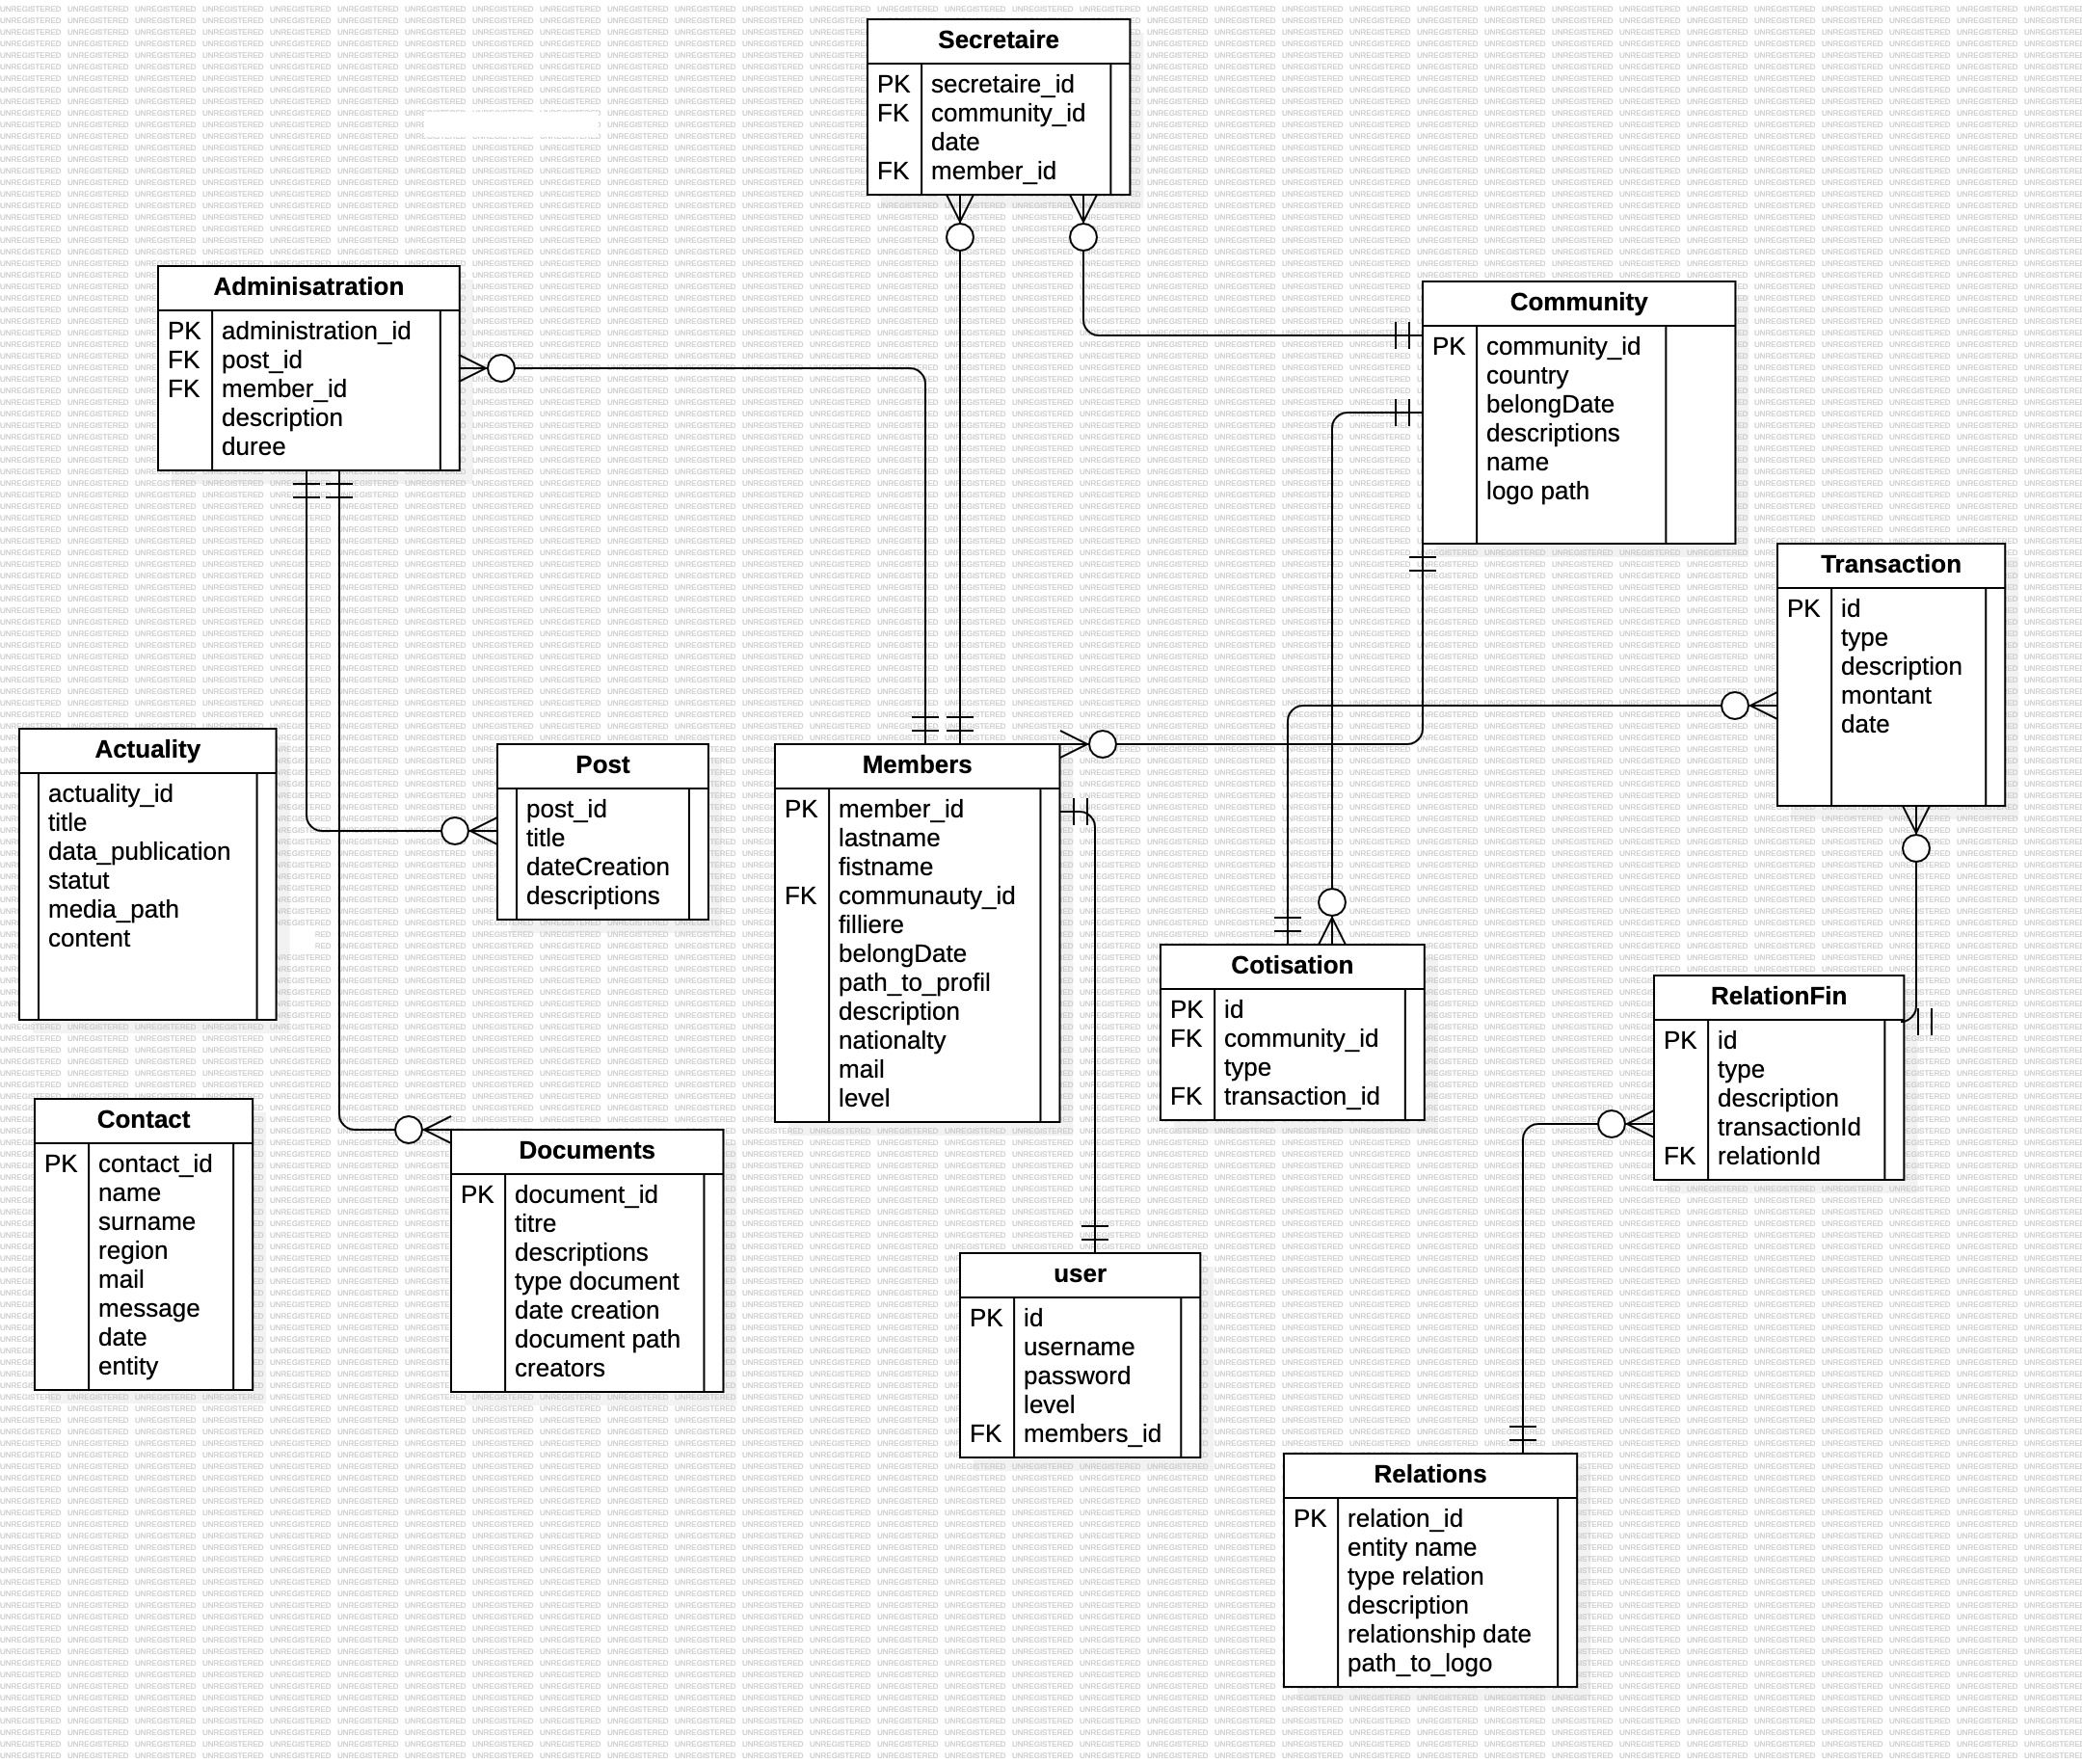 Secretaire
PK secretaire_id
FK community_id
date
FK member_id
Adminisatration
PK administration_id
FK post_id
FK member_id
description
duree
Community
PK community_id
country
belongDate
descriptions
name
logo path
Transaction
PK id
type
description
montant
date
Actuality
actuality_id
title
data_publication
statut
media_path
content
Post
post_id
title
dateCreation
descriptions
Members
PK member_id
lastname
fistname
FK communauty_id
filliere
belongDate
path_to_profil
description
nationalty
mail
level
Cotisation
PK id
FK community_id
type
FK transaction_id
RelationFin
PK id
type
description
transactionId
FK relationId
Contact
PK contact_id
name
surname
region
mail
message
date
entity
Documents
PK document_id
titre
descriptions
type document
date creation
document path
creators
user
PK id
username
password
level
FK members_id
Relations
PK relation_id
entity name
type relation
description
relationship date
path_to_logo
UNREGISTERED